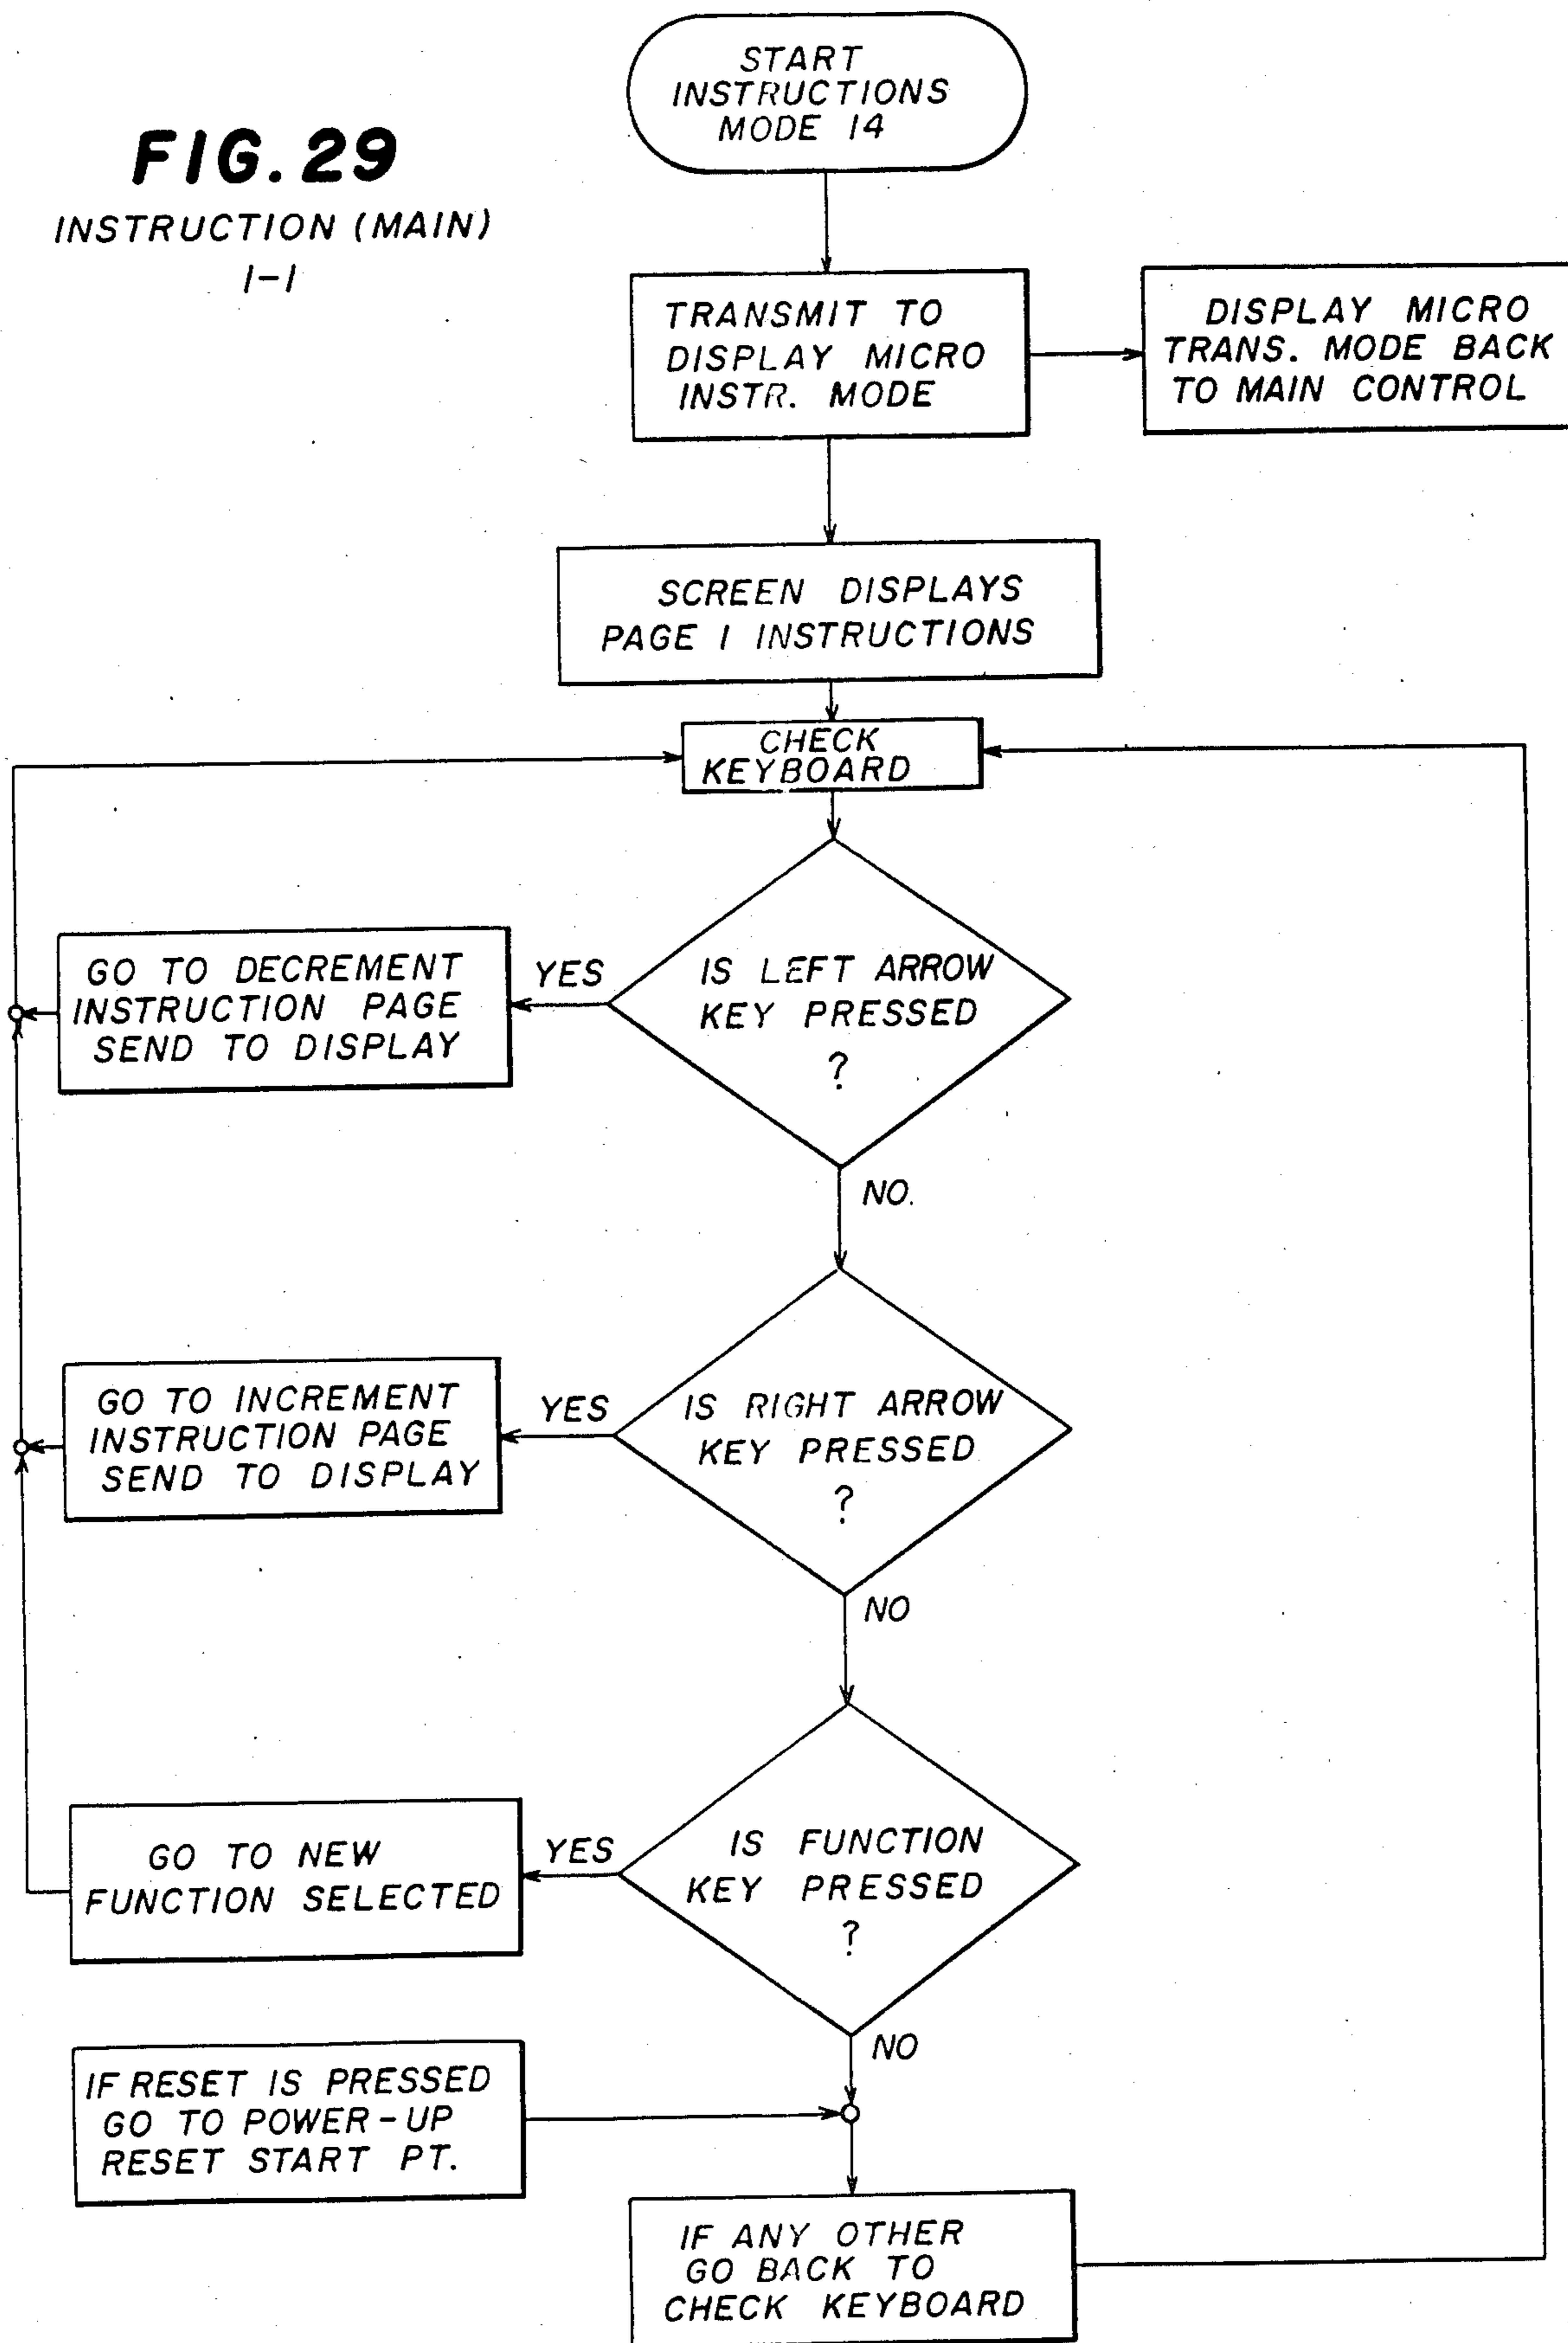 START
INSTRUCTIONS
MODE 14
FIG. 29
INSTRUCTION (MAIN)
1-1
TRANSMIT TO
DISPLAY MICRO
INSTR. MODE
DISPLAY MICRO
TRANS. MODE BACK
TO MAIN CONTROL
SCREEN DISPLAYS
PAGE 1 INSTRUCTIONS
CHECK
KEYBOARD
IS LEFT ARROW
KEY PRESSED
?
YES
GO TO DECREMENT
INSTRUCTION PAGE
SEND TO DISPLAY
NO.
IS RIGHT ARROW
KEY PRESSED
?
YES
GO TO INCREMENT
INSTRUCTION PAGE
SEND TO DISPLAY
NO
IS FUNCTION
KEY PRESSED
?
YES
GO TO NEW
FUNCTION SELECTED
NO
IF RESET IS PRESSED
GO TO POWER-UP
RESET START PT.
IF ANY OTHER
GO BACK TO
CHECK KEYBOARD